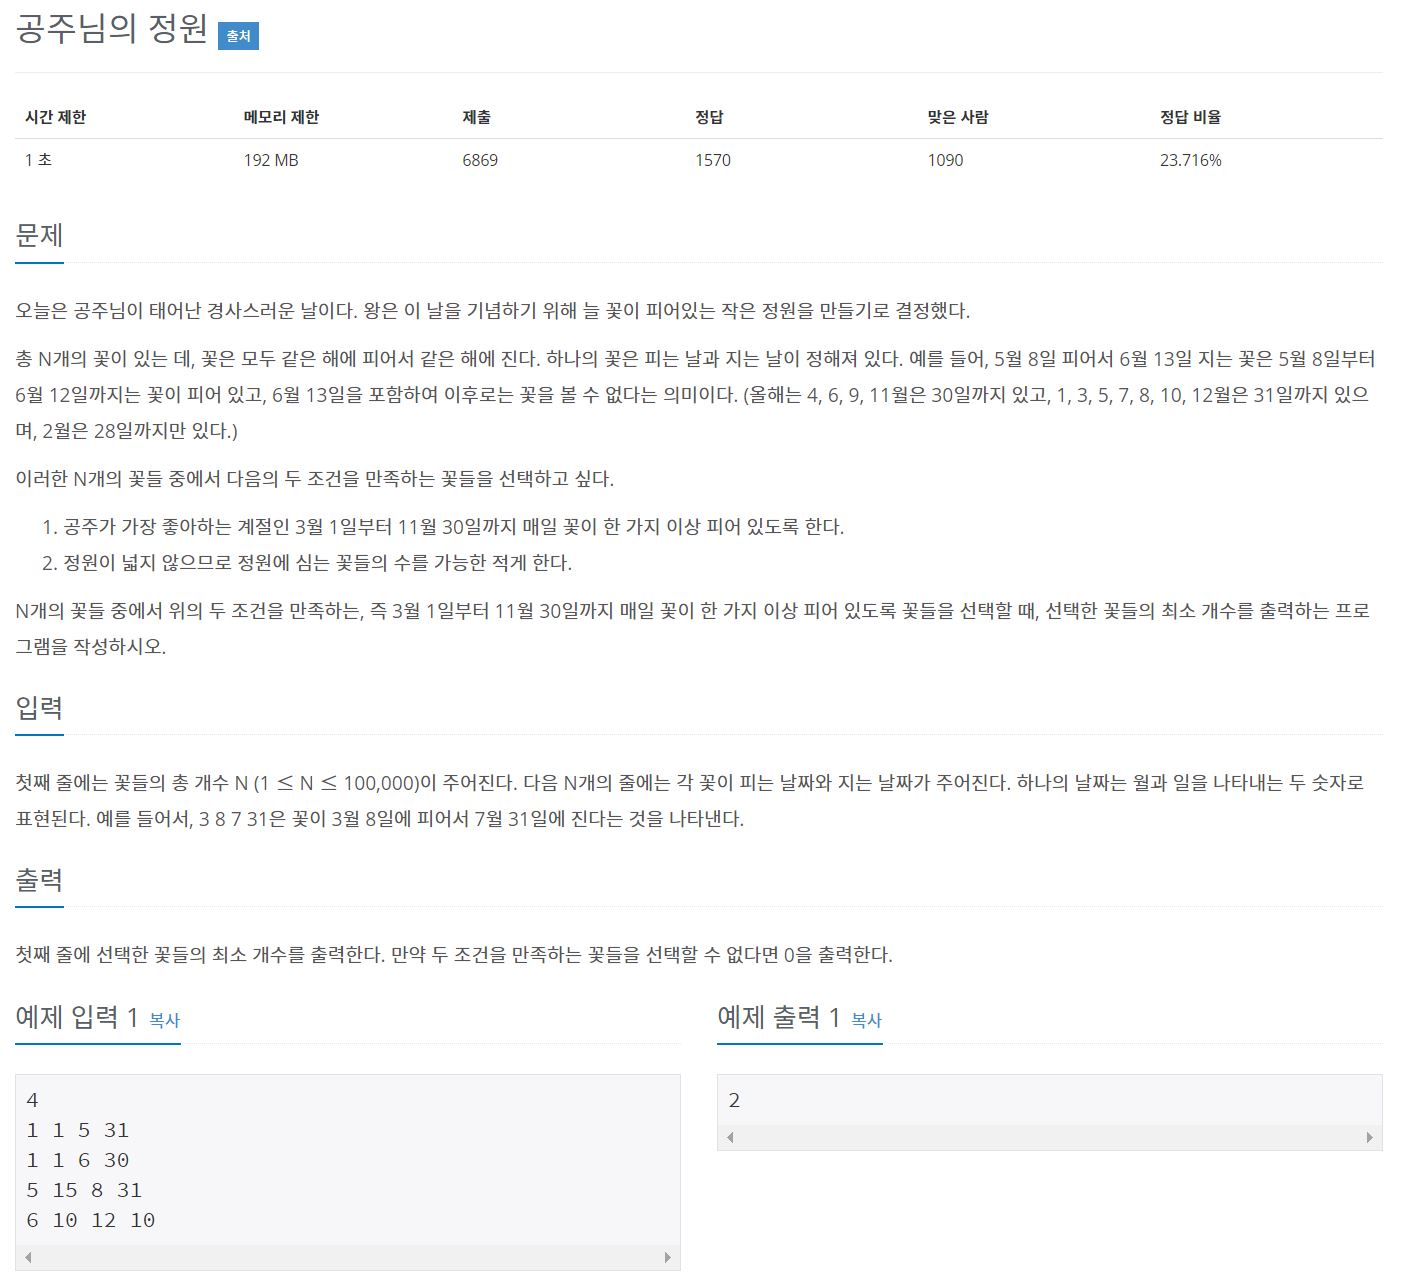 공주님의 정원 출처
시간 제한 메모리 제한 제출 정답 맞은 사람 정답 비율
1 초 192 MB 6869 1570 1090 23.716%
문제
오늘은 공주님이 태어난 경사스러운 날이다. 왕은 이 날을 기념하기 위해 늘 꽃이 피어있는 작은 정원을 만들기로 결정했다.
총 N개의 꽃이 있는 데, 꽃은 모두 같은 해에 피어서 같은 해에 진다. 하나의 꽃은 피는 날과 지는 날이 정해져 있다. 예를 들어, 5월 8일 피어서 6월 13일 지는 꽃은 5월 8일부터
6월 12일까지는 꽃이 피어 있고, 6월 13일을 포함하여 이후로는 꽃을 볼 수 없다는 의미이다. (올해는 4, 6, 9, 11월은 30일까지 있고, 1, 3, 5, 7, 8, 10, 12월은 31일까지 있으
며, 2월은 28일까지만 있다.)
이러한 N개의 꽃들 중에서 다음의 두 조건을 만족하는 꽃들을 선택하고 싶다.
1. 공주가 가장 좋아하는 계절인 3월 1일부터 11월 30일까지 매일 꽃이 한 가지 이상 피어 있도록 한다.
2. 정원이 넓지 않으므로 정원에 심는 꽃들의 수를 가능한 적게 한다.
N개의 꽃들 중에서 위의 두 조건을 만족하는, 즉 3월 1일부터 11월 30일까지 매일 꽃이 한 가지 이상 피어 있도록 꽃들을 선택할 때, 선택한 꽃들의 최소 개수를 출력하는 프로
그램을 작성하시오.
입력
첫째 줄에는 꽃들의 총 개수 N (1 ≤ N ≤ 100,000)이 주어진다. 다음 N개의 줄에는 각 꽃이 피는 날짜와 지는 날짜가 주어진다. 하나의 날짜는 월과 일을 나타내는 두 숫자로
표현된다. 예를 들어서, 3 8 7 31은 꽃이 3월 8일에 피어서 7월 31일에 진다는 것을 나타낸다.
출력
첫째 줄에 선택한 꽃들의 최소 개수를 출력한다. 만약 두 조건을 만족하는 꽃들을 선택할 수 없다면 0을 출력한다.
예제 입력 1 복사
4
1 1 5 31
1 1 6 30
5 15 8 31
6 10 12 10
예제 출력 1 복사
2